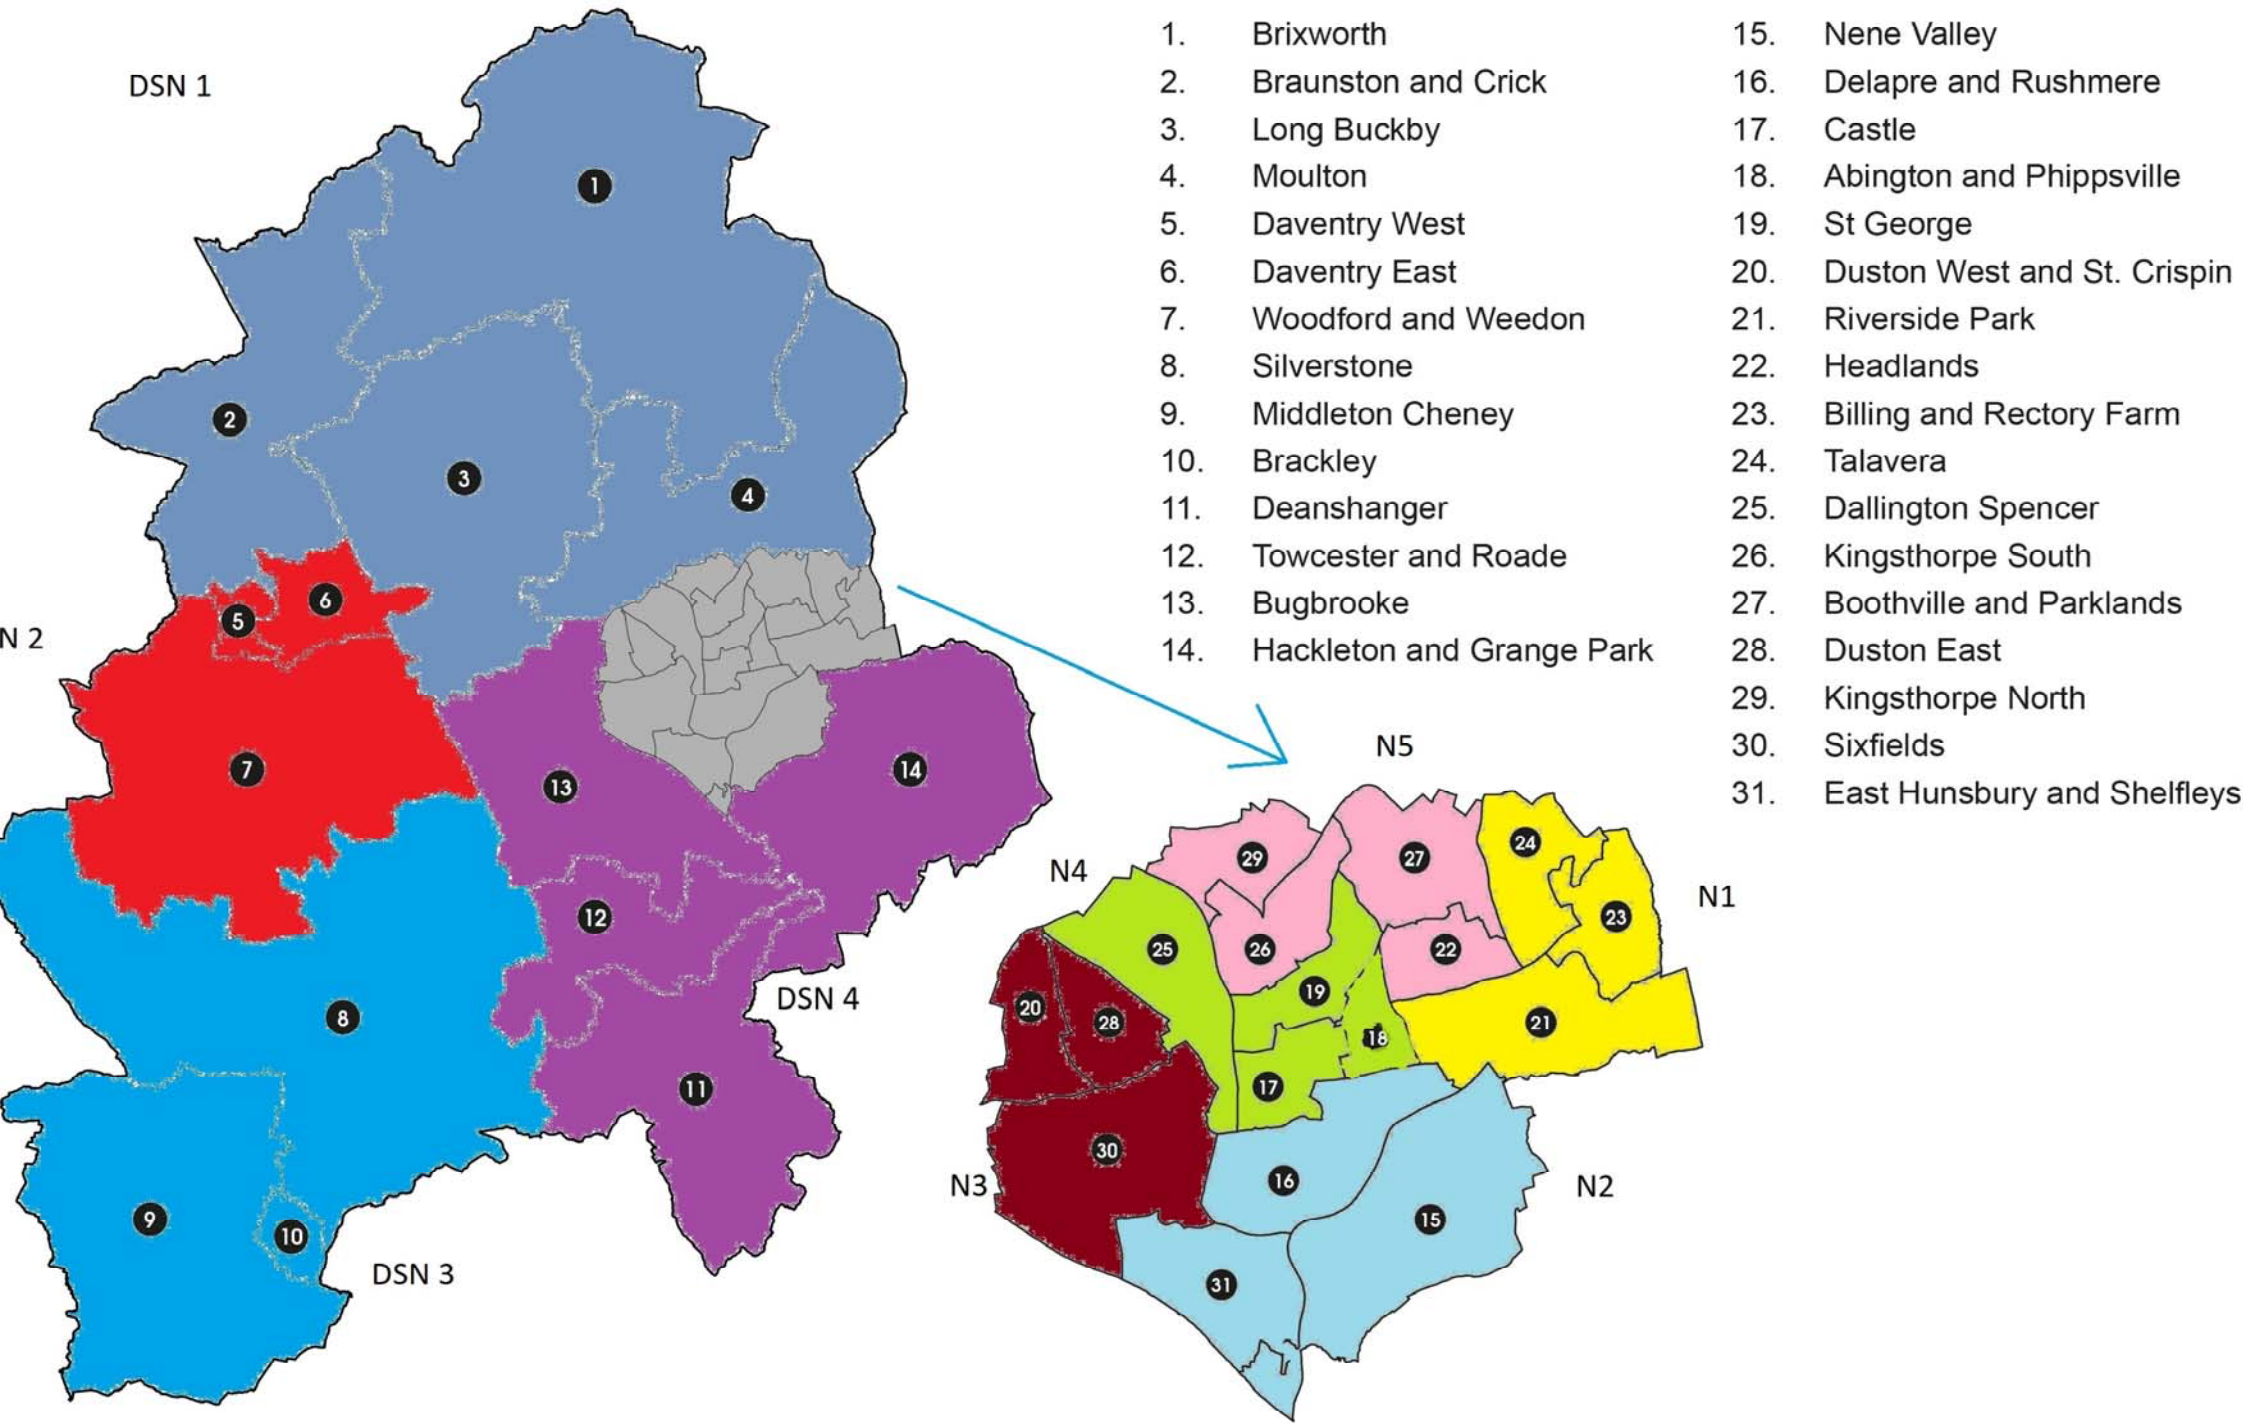 DSN 1
N 2
DSN 4
DSN 3
1
2
3
4
5
6
7
8
9
10
11
12
13
14
1. Brixworth
2. Braunston and Crick
3. Long Buckby
4. Moulton
5. Daventry West
6. Daventry East
7. Woodford and Weedon
8. Silverstone
9. Middleton Cheney
10. Brackley
11. Deanshanger
12. Towcester and Roade
13. Bugbrooke
14. Hackleton and Grange Park
15. Nene Valley
16. Delapre and Rushmere
17. Castle
18. Abington and Phippsville
19. St George
20. Duston West and St. Crispin
21. Riverside Park
22. Headlands
23. Billing and Rectory Farm
24. Talavera
25. Dallington Spencer
26. Kingsthorpe South
27. Boothville and Parklands
28. Duston East
29. Kingsthorpe North
30. Sixfields
31. East Hunsbury and Shelfleys
N5
N4
N1
N3
N2
24
29
27
23
25
26
22
19
20
28
21
18
17
30
16
15
31